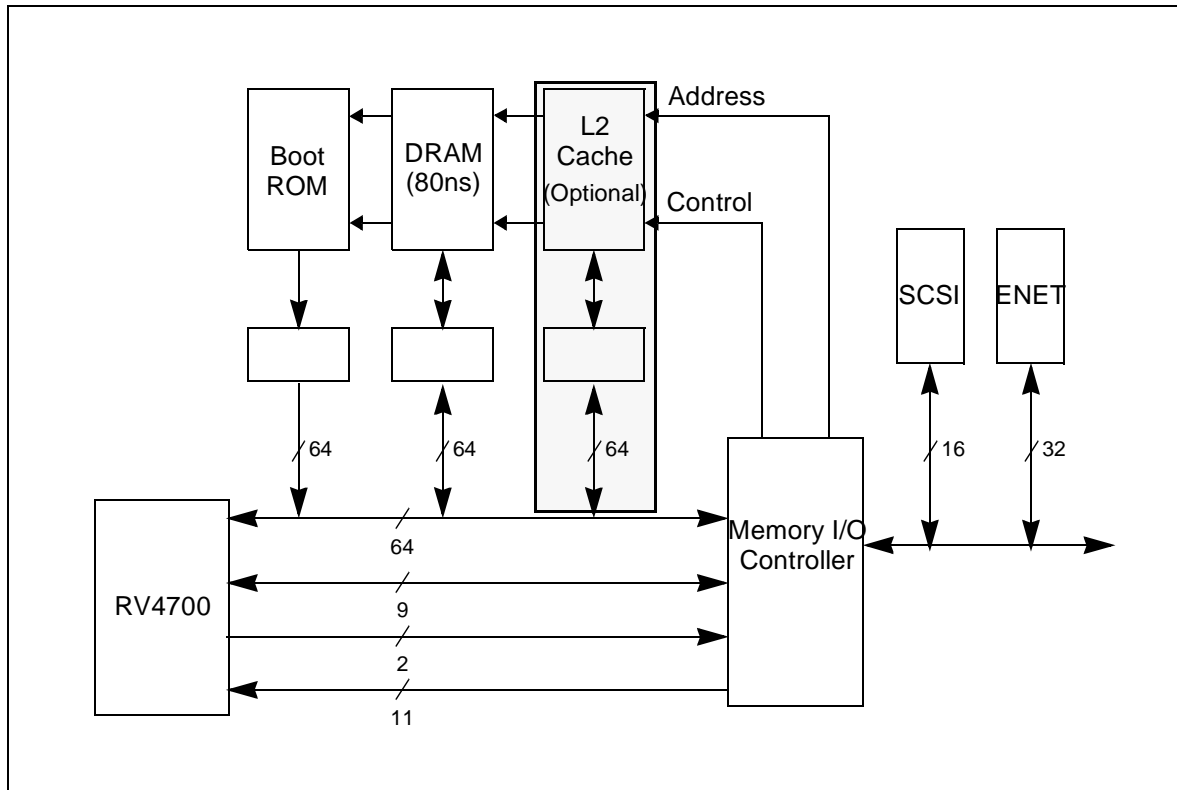 Address
Boot
ROM
DRAM
(80ns)
L2
Cache
(Optional)
Control
SCSI
ENET
64
64
64
16
32
RV4700
64
9
2
11
Memory I/O
Controller